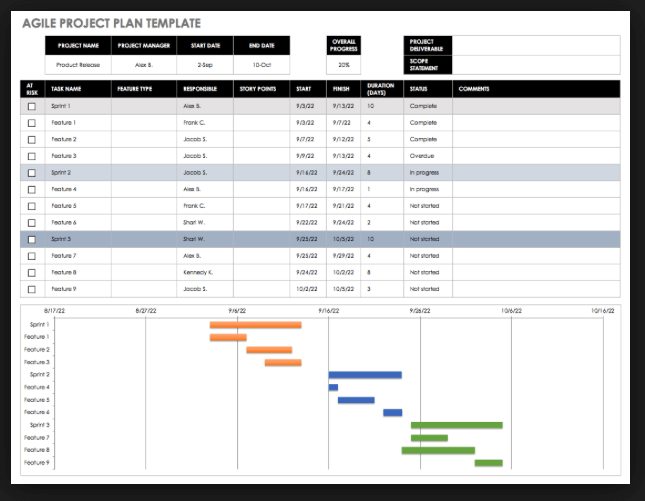 AGILE PROJECT PLAN TEMPLATE
PROJECT NAME PROJECT MANAGER START DATE END DATE OVERALL PROGRESS PROJECT DELIVERABLE
Product Release Alex B. 2-Sep 10-Oct 20% SCOPE STATEMENT
AT RISK TASK NAME FEATURE TYPE RESPONSIBLE STORY POINTS START FINISH DURATION (DAYS) STATUS COMMENTS
Sprint 1 Alex B. 9/3/22 9/13/22 10 Complete
Feature 1 Frank C. 9/3/22 9/7/22 4 Complete
Feature 2 Jacob S. 9/7/22 9/12/22 5 Complete
Feature 3 Jacob S. 9/9/22 9/13/22 4 Overdue
Sprint 2 Jacob S. 9/16/22 9/24/22 8 In progress
Feature 4 Alex B. 9/16/22 9/17/22 1 In progress
Feature 5 Frank C. 9/17/22 9/21/22 4 Not started
Feature 6 Shari W. 9/22/22 9/24/22 2 Not started
Sprint 3 Shari W. 9/25/22 10/5/22 10 Not started
Feature 7 Alex B. 9/25/22 9/29/22 4 Not started
Feature 8 Kennedy K. 9/24/22 10/2/22 8 Not started
Feature 9 Jacob S. 10/2/22 10/5/22 3 Not started
8/17/22 8/27/22 9/6/22 9/16/22 9/26/22 10/6/22 10/16/22
Sprint 1
Feature 1
Feature 2
Feature 3
Sprint 2
Feature 4
Feature 5
Feature 6
Sprint 3
Feature 7
Feature 8
Feature 9